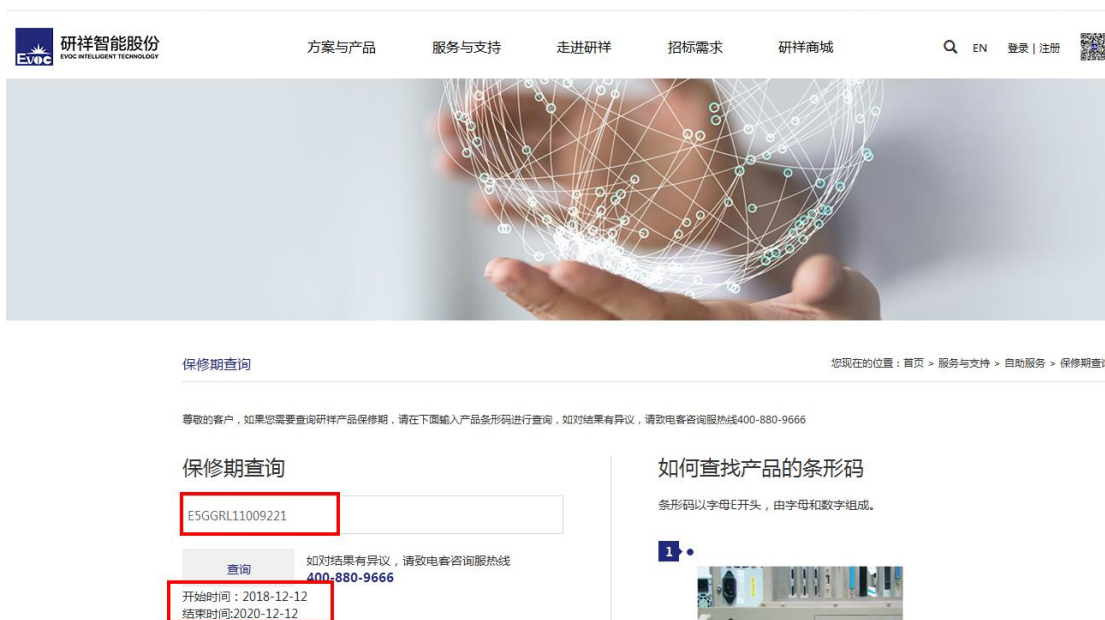 研祥智能股份
EVOC
EVOC INTELLIGENT TECHNOLOGY
方案与产品 服务与支持 走进研祥 招标需求 研祥商城 EN 登录 | 注册
保修期查询
您现在的位置：首页 > 服务与支持 > 自助服务 > 保修期查询
尊敬的客户，如果您需要查询研祥产品保修期，请在下面输入产品条形码进行查询，如对结果有异议，请致电客咨询服热线400-880-9666
保修期查询
E5GGRL11009221
查询
如对结果有异议，请致电客咨询服热线
400-880-9666
开始时间：2018-12-12
结束时间:2020-12-12
如何查找产品的条形码
条形码以字母E开头，由字母和数字组成。
1